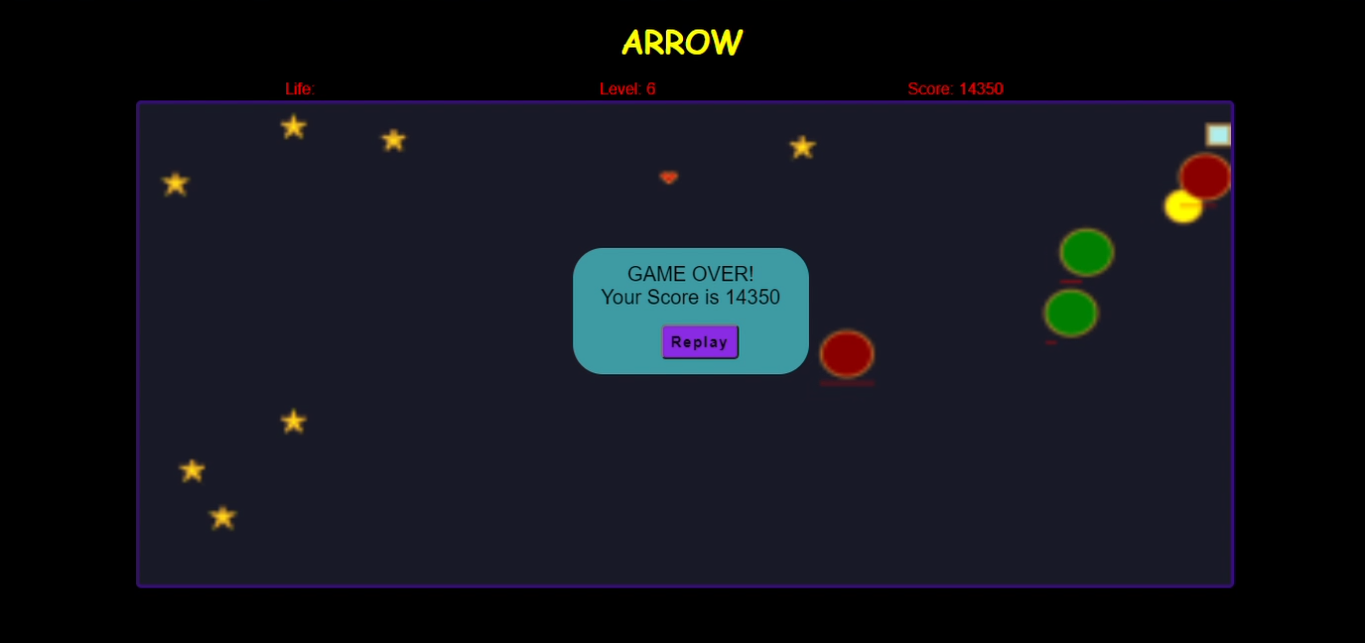 ARROW
Life: Level: 6 Score: 14350
GAME OVER!
Your Score is 14350
Replay